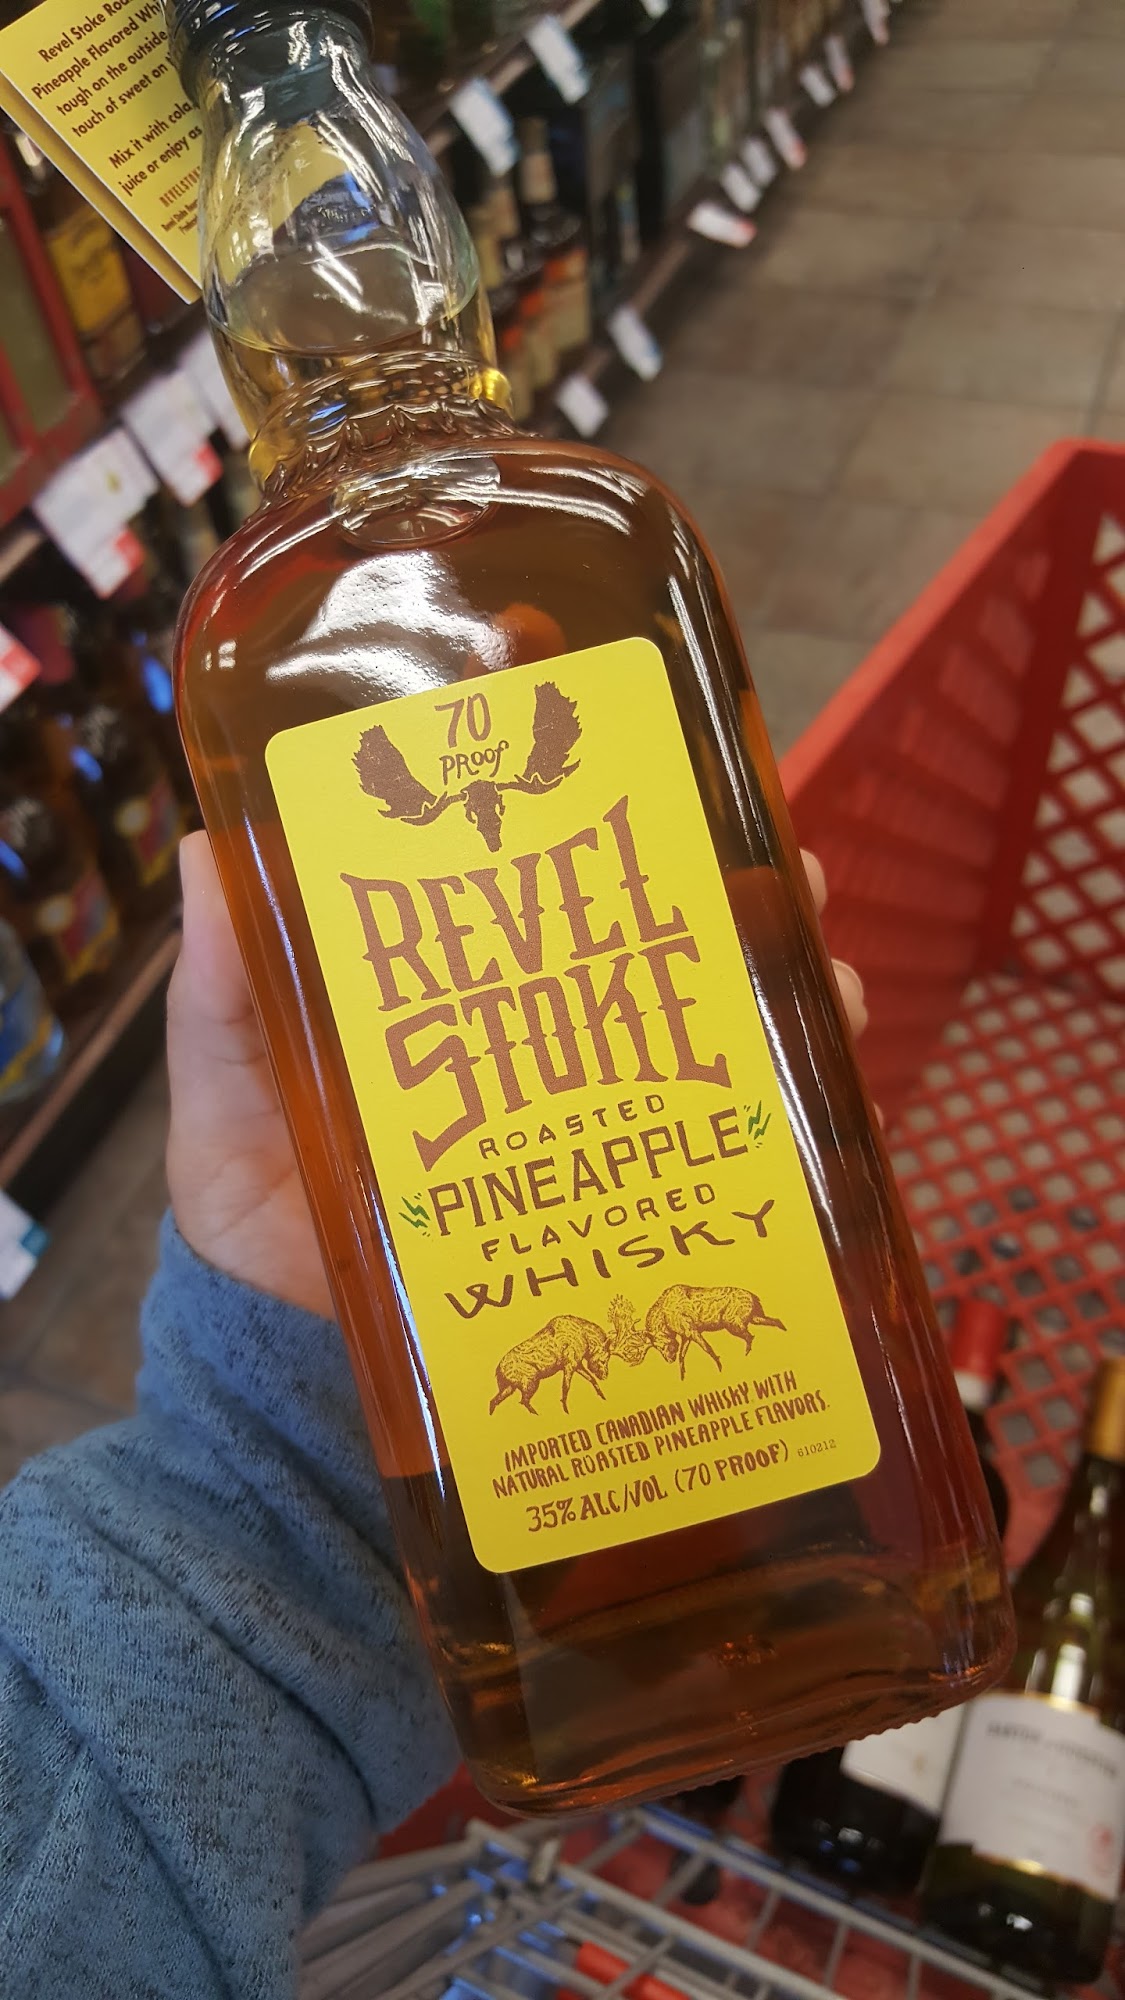 Revel Stoke Roa
Pineapple Flavored Wh
tough on the outside
touch of sweet on
Mix it with cola,
juice or enjoy as
REVELSTO
70
PROOF
REVEL
STOKE
ROASTED
PINEAPPLE
FLAVORED
WHISKY
IMPORTED CANADIAN WHISKY WITH
NATURAL ROASTED PINEAPPLE FLAVORS.
35% ALC/VOL (70 PROOF) 610212